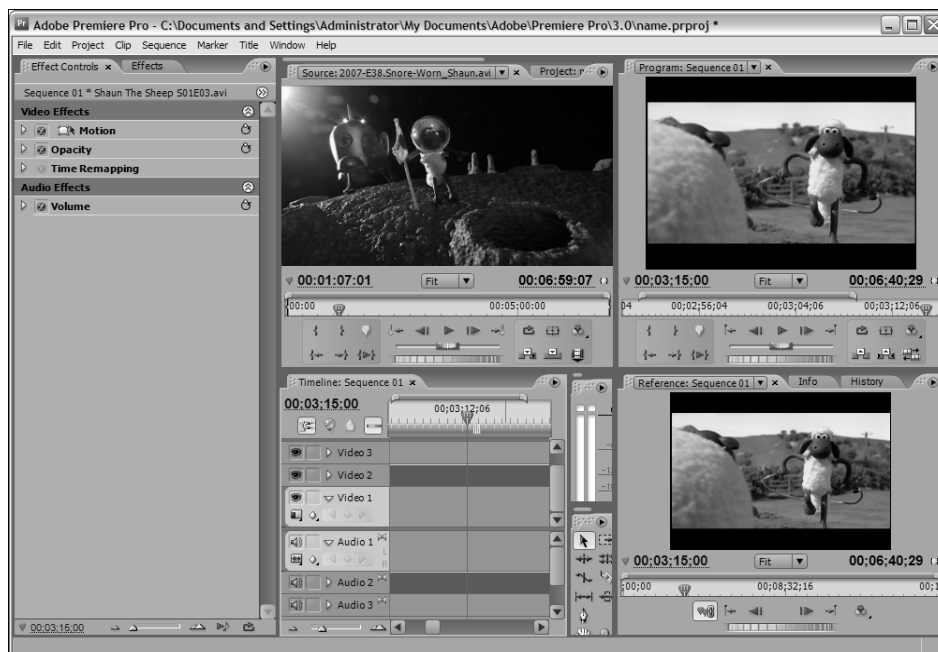 Pr Adobe Premiere Pro - C:\Documents and Settings\Administrator\My Documents\Adobe\Premiere Pro\3.0\name.prproj *
File Edit Project Clip Sequence Marker Title Window Help
Effect Controls x Effects
Sequence 01 * Shaun The Sheep S01E03.avi
Video Effects
Motion
Opacity
Time Remapping
Audio Effects
Volume
00:03:15:00
Source: 2007-E38.Snore-Worn_Shaun.avi x Project:
00:01:07:01 Fit 00:06:59:07
00:00 00:05:00:00
Program: Sequence 01 x
00;03;15;00 Fit 00;06;40;29
04 00;02;56;04 00;03;04;06 00;03;12;06
Timeline: Sequence 01 x
00;03;15;00
00;03;12;06
Video 3
Video 2
Video 1
Audio 1
L
R
Audio 2
Audio 3
Reference: Sequence 01 x Info History
00;03;15;00 Fit 00;06;40;29
;00;00 00;08;32;16 00;1